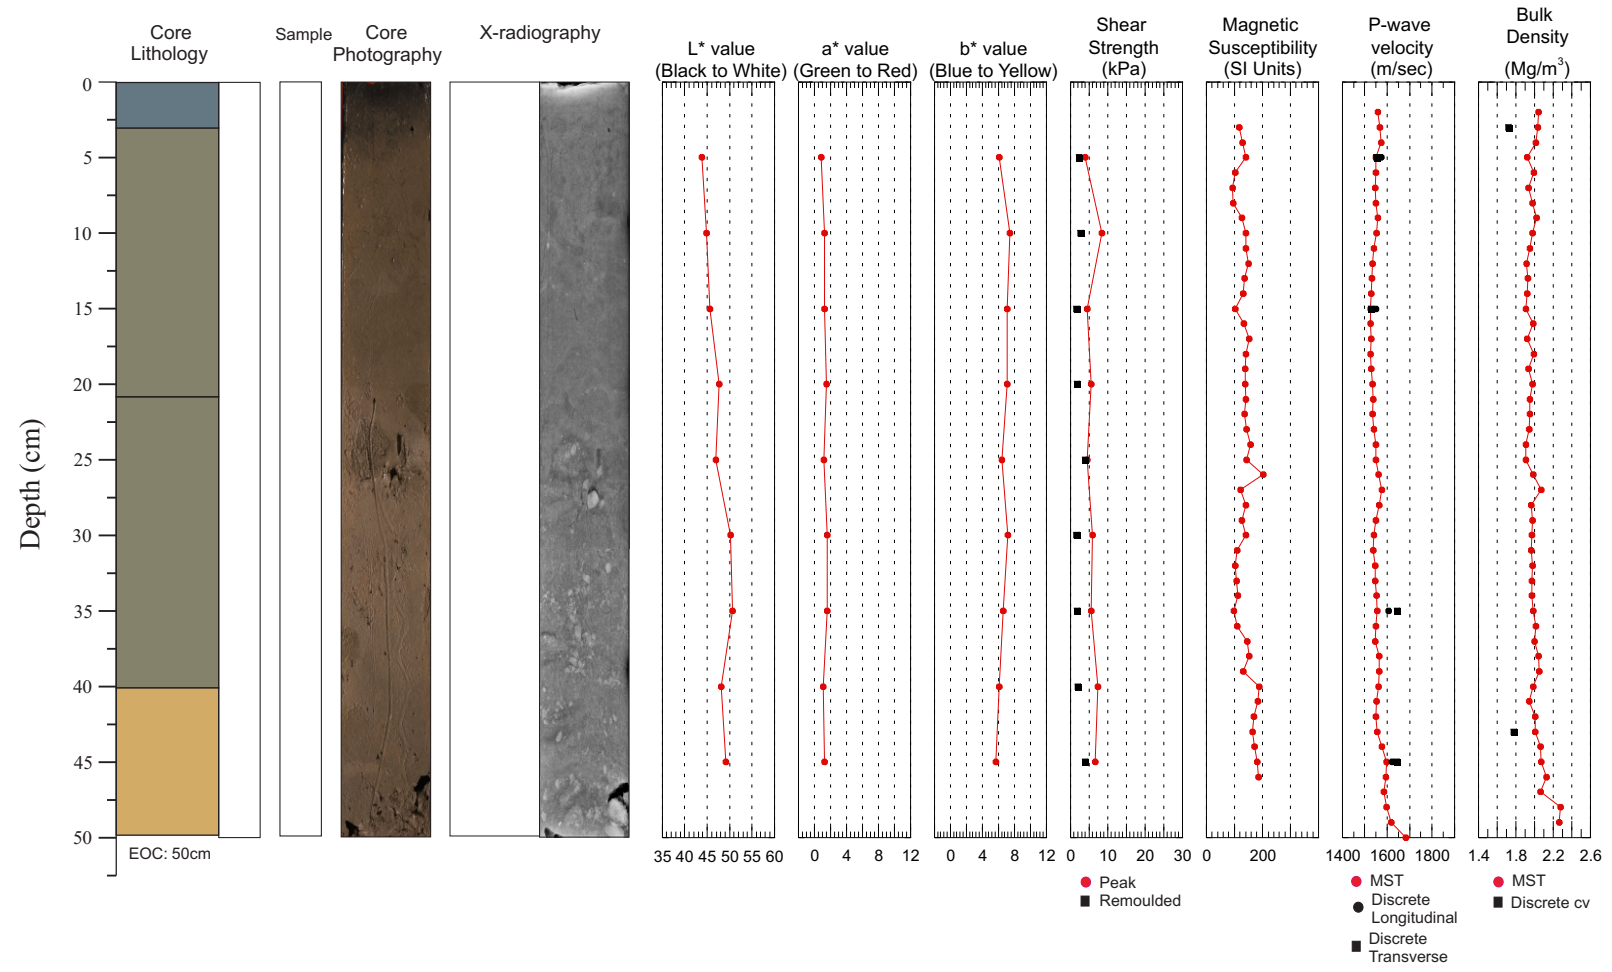 Core
Lithology
Sample
Core
Photography
X-radiography
L* value
(Black to White)
a* value
(Green to Red)
b* value
(Blue to Yellow)
Shear
Strength
(kPa)
Magnetic
Susceptibility
(SI Units)
P-wave
velocity
(m/sec)
Bulk
Density
(Mg/m³)
Depth (cm)
0
5
10
15
20
25
30
35
40
45
50
EOC: 50cm
35 40 45 50 55 60
0 4 8 12
0 4 8 12
0 10 20 30
0 200
1400 1600 1800
1.4 1.8 2.2 2.6
Peak
Remoulded
MST
Discrete
Longitudinal
Discrete
Transverse
MST
Discrete cv